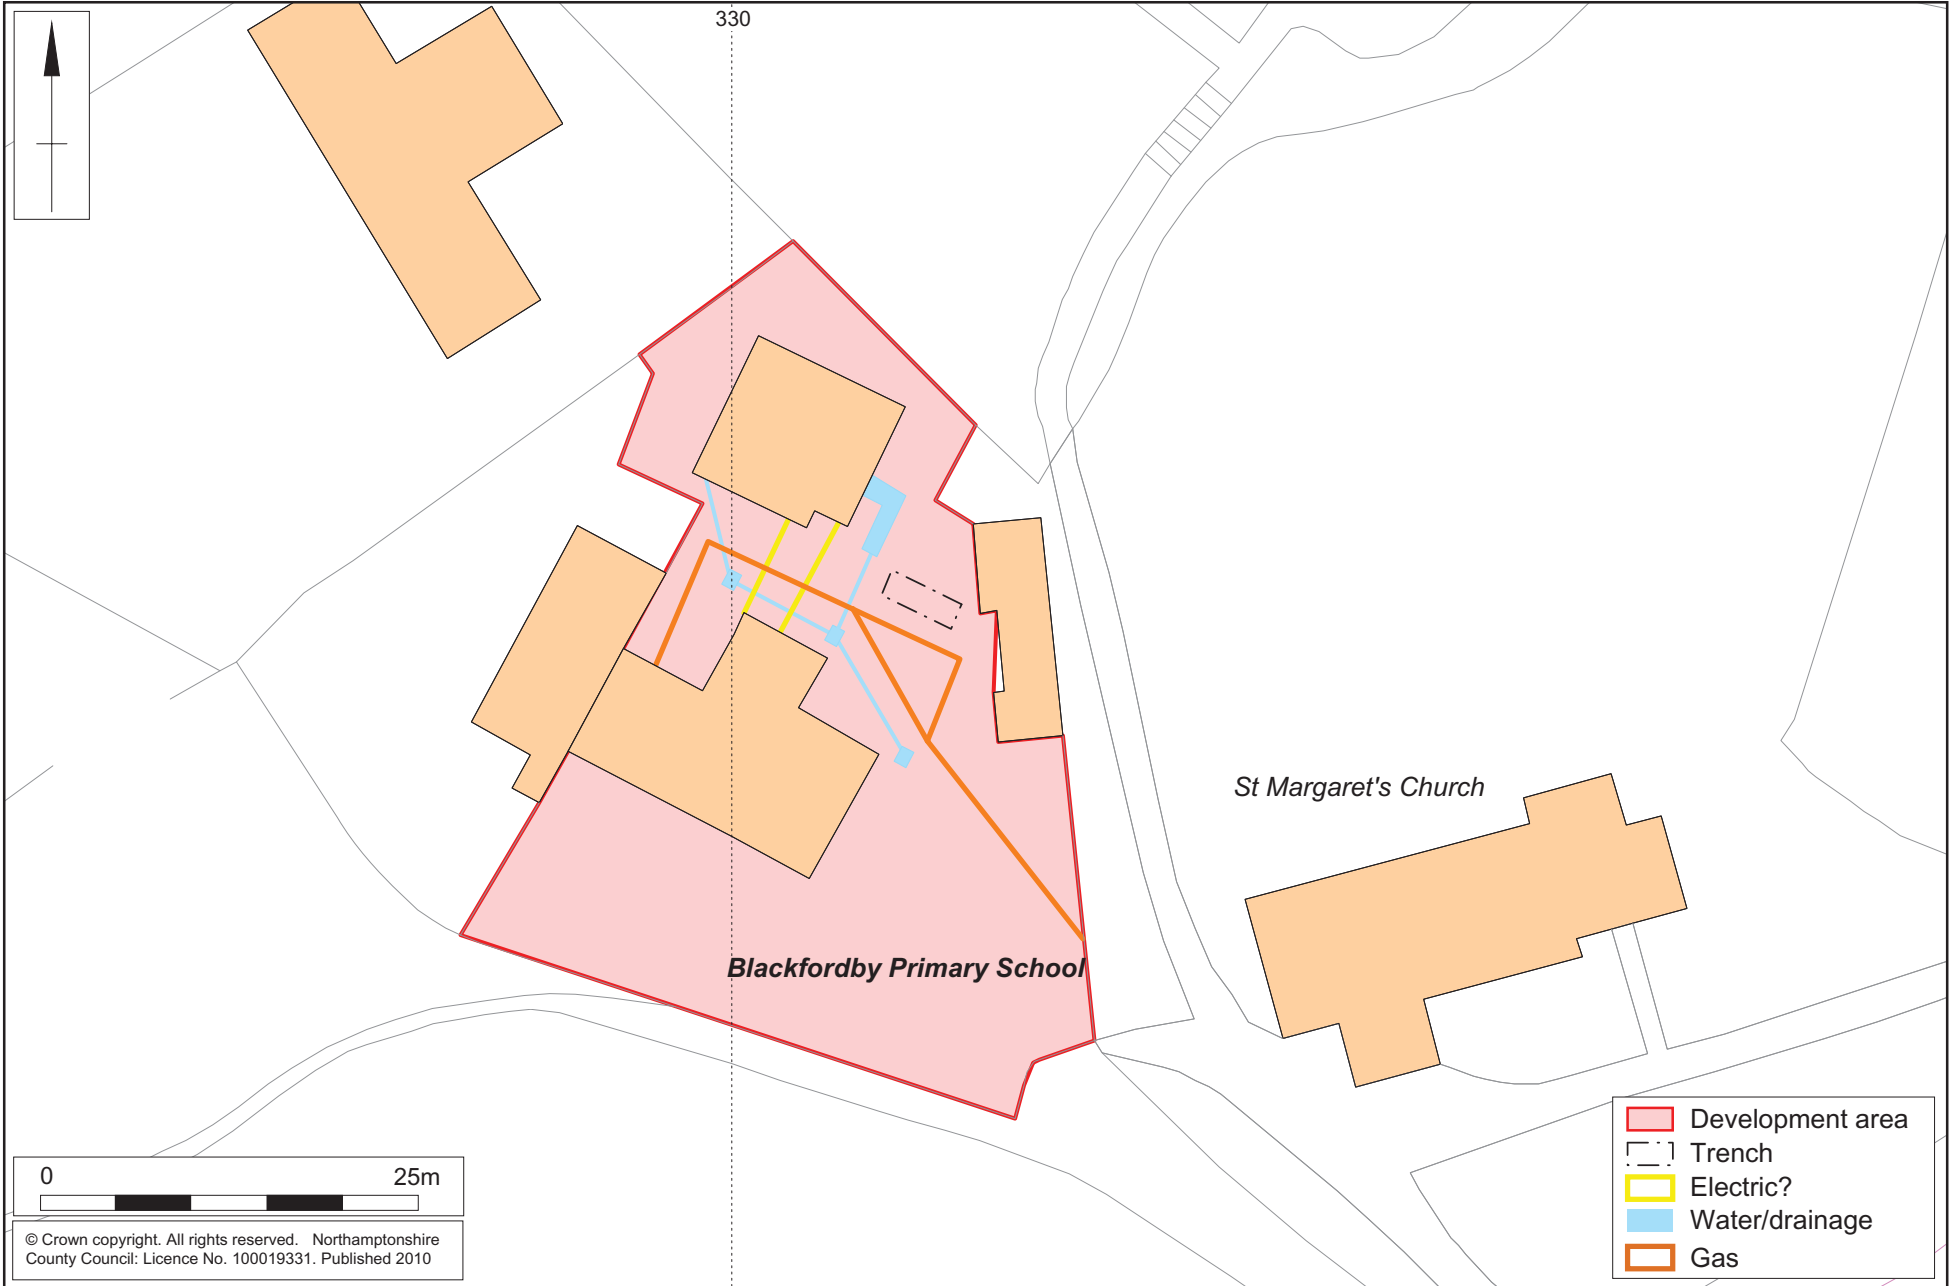 330
St Margaret's Church
Blackfordby Primary School
0 25m
© Crown copyright. All rights reserved. Northamptonshire
County Council: Licence No. 100019331. Published 2010
Development area
Trench
Electric?
Water/drainage
Gas